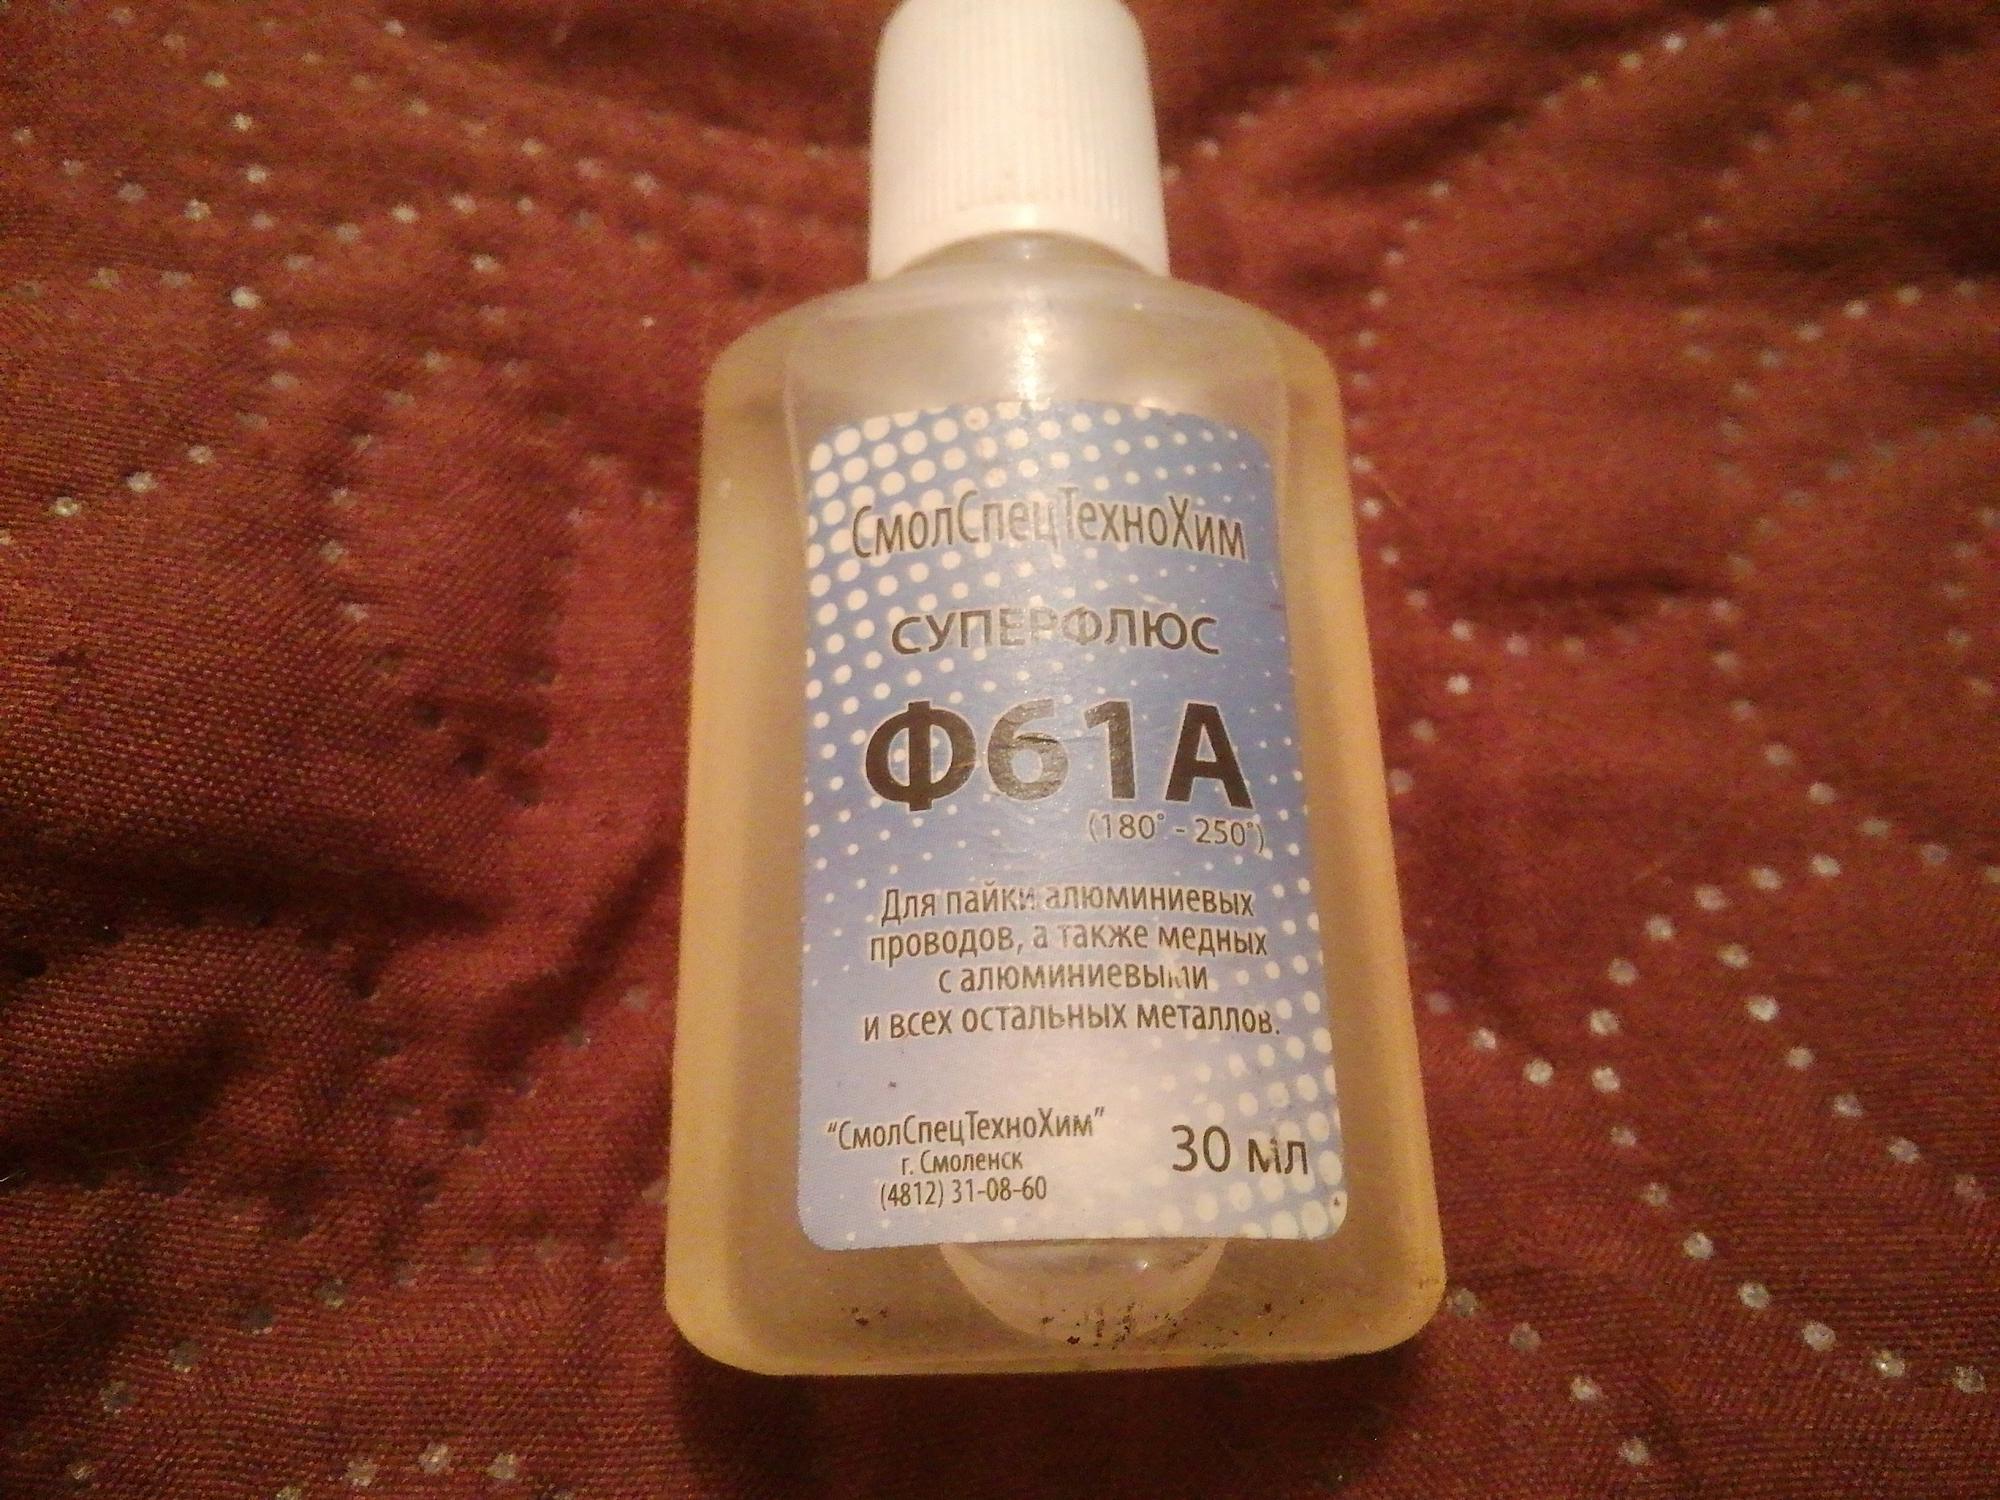 СмолСпецТехноХим
СУПЕРФЛЮС
Ф61А
(180° - 250°)
Для пайки алюминиевых
проводов, а также медных
с алюминиевыми
и всех остальных металлов.
“СмолСпецТехноХим”
г. Смоленск
(4812) 31-08-60
30 мл